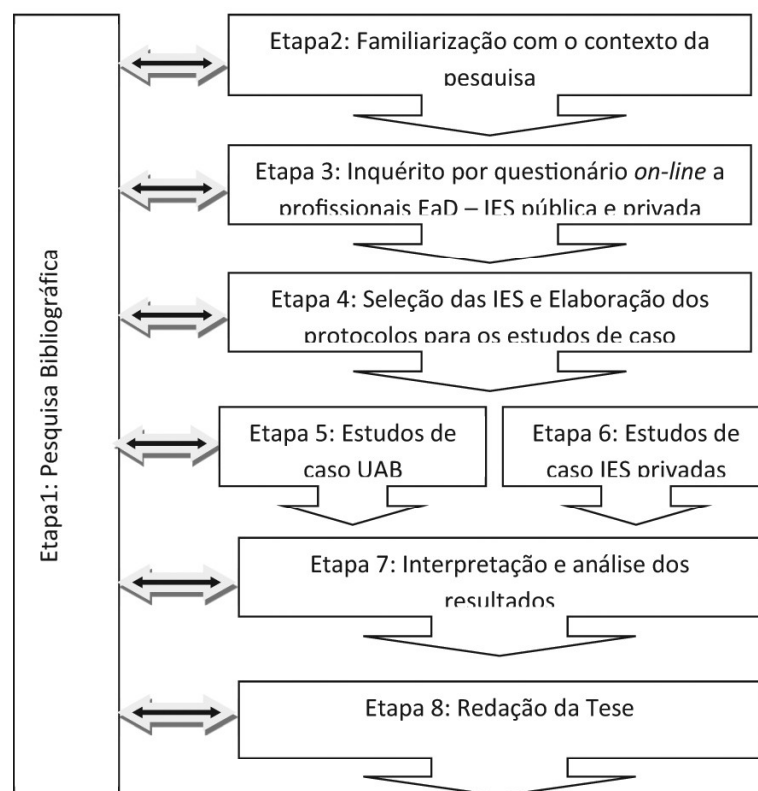 Etapa1: Pesquisa Bibliográfica
Etapa2: Familiarização com o contexto da
pesquisa
Etapa 3: Inquérito por questionário on-line a
profissionais EaD – IES pública e privada
Etapa 4: Seleção das IES e Elaboração dos
protocolos para os estudos de caso
Etapa 5: Estudos de
caso UAB
Etapa 6: Estudos de
caso IES privadas
Etapa 7: Interpretação e análise dos
resultados
Etapa 8: Redação da Tese